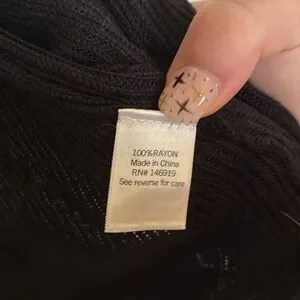 100%RAYON
Made in China
RN# 146919
See reverse for care